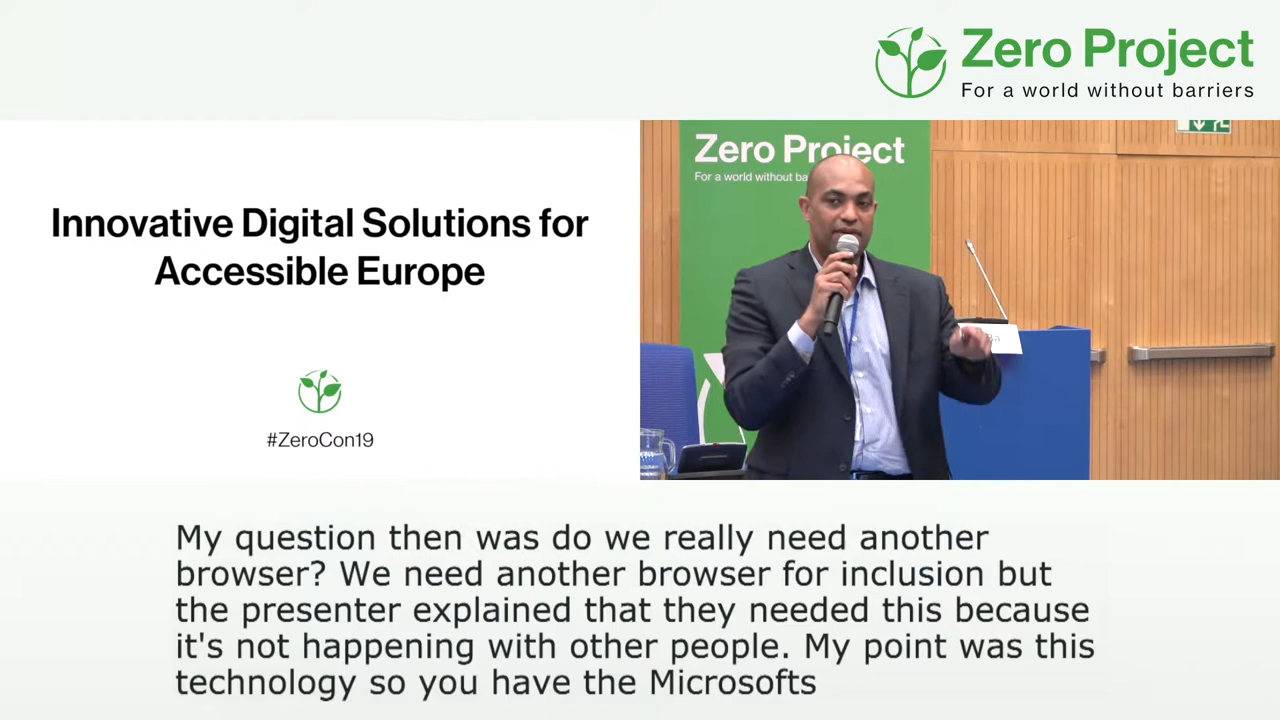 Zero Project
For a world without barriers
Innovative Digital Solutions for
Accessible Europe
#ZeroCon19
Zero Project
For a world without
My question then was do we really need another
browser? We need another browser for inclusion but
the presenter explained that they needed this because
it's not happening with other people. My point was this
technology so you have the Microsofts